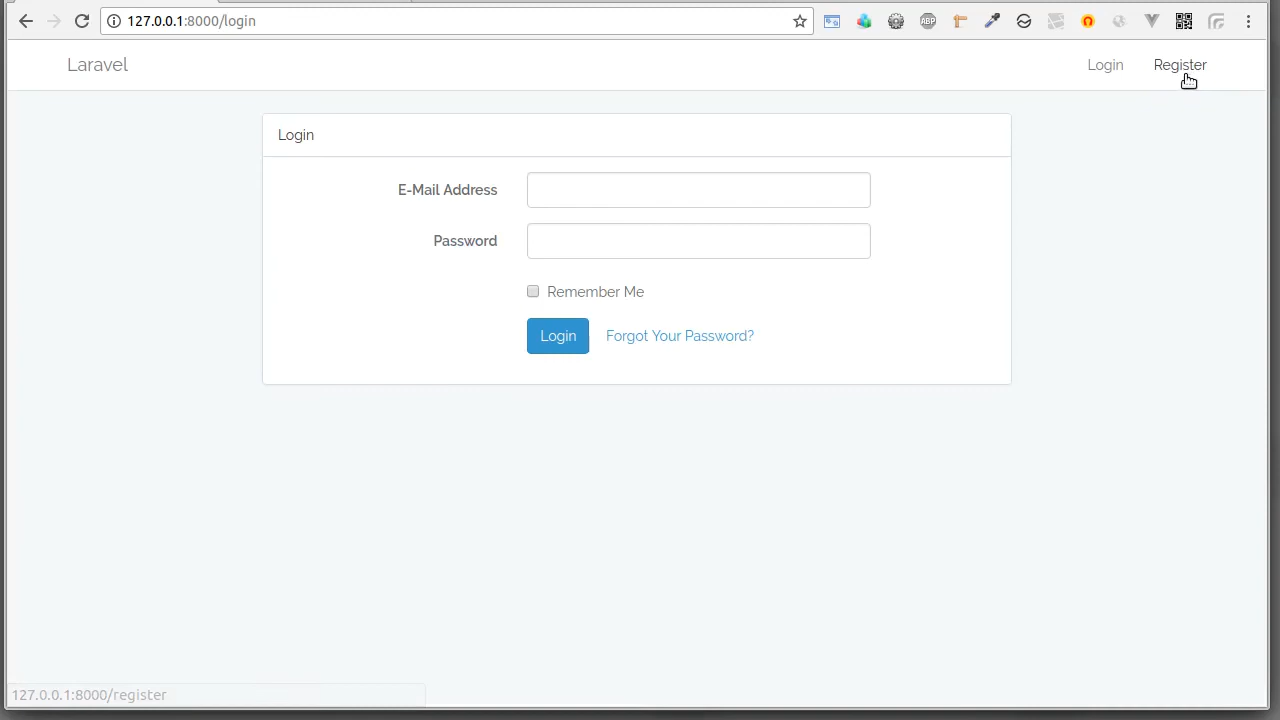 127.0.0.1:8000/login
ABP
Laravel
Login
Register
Login
E-Mail Address
Password
Remember Me
Login
Forgot Your Password?
127.0.0.1:8000/register